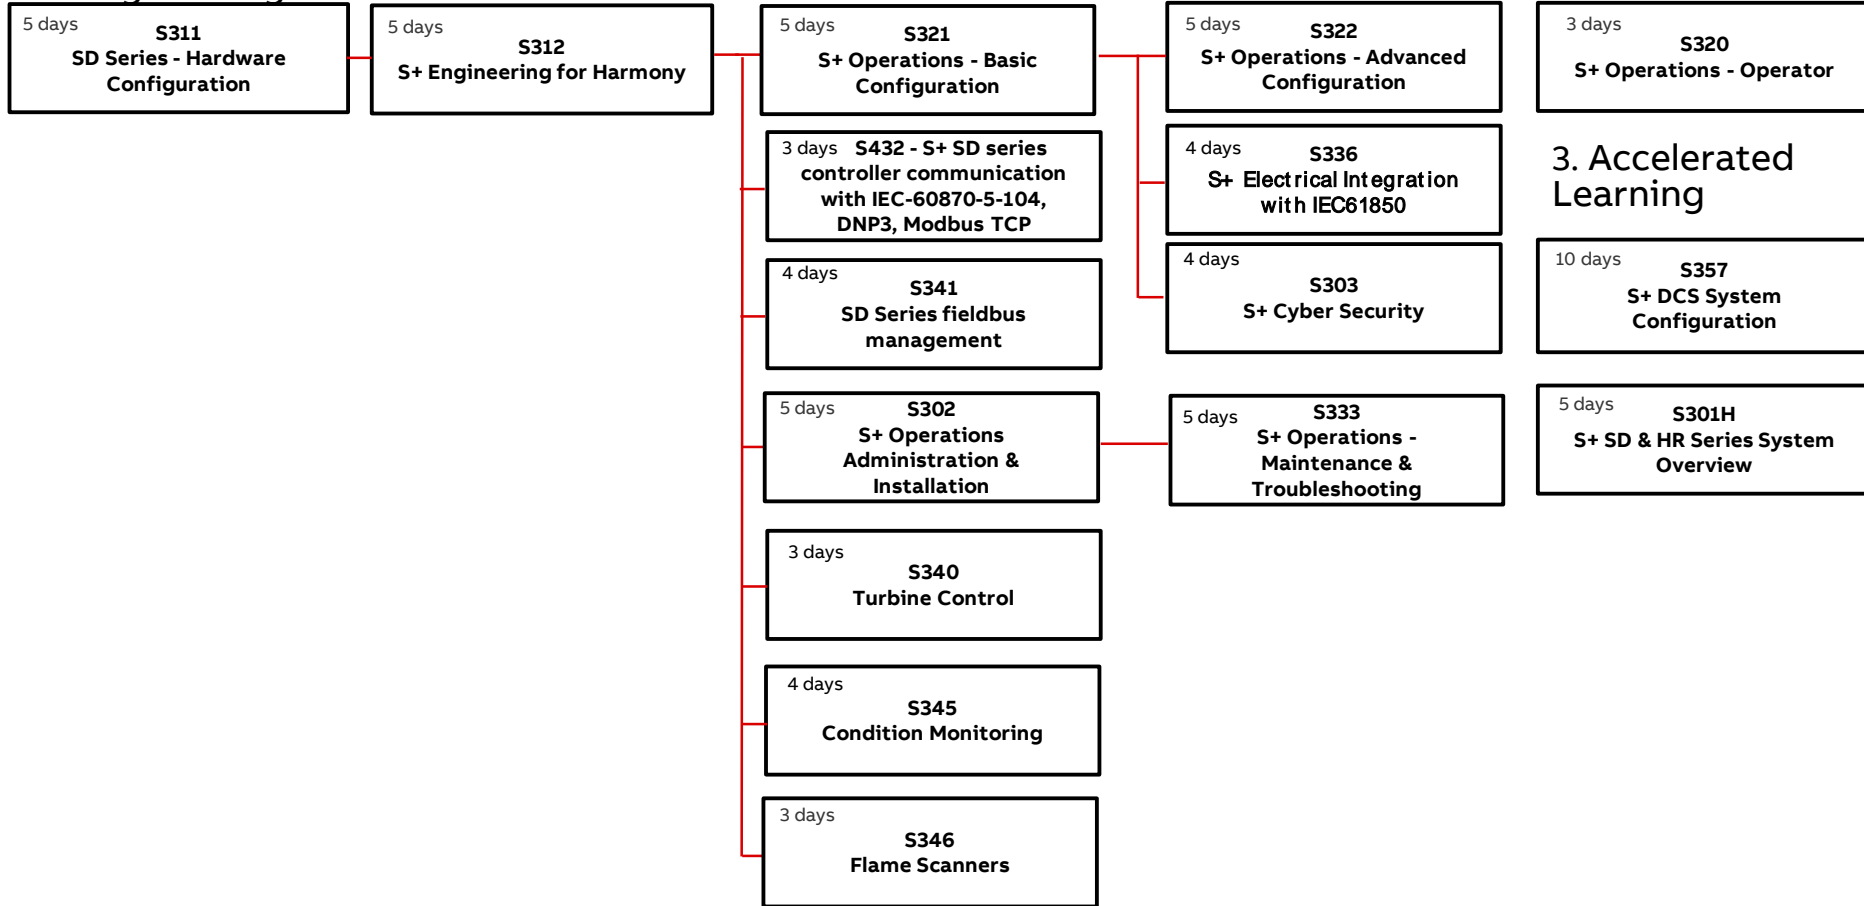 5 days
S311
SD Series - Hardware
Configuration
5 days
S312
S+ Engineering for Harmony
5 days
S321
S+ Operations - Basic
Configuration
5 days
S322
S+ Operations - Advanced
Configuration
3 days
S320
S+ Operations - Operator
3 days S432 - S+ SD series
controller communication
with IEC-60870-5-104,
DNP3, Modbus TCP
4 days
S336
S+ Electrical Integration
with IEC61850
3. Accelerated
Learning
4 days
S341
SD Series fieldbus
management
4 days
S303
S+ Cyber Security
10 days
S357
S+ DCS System
Configuration
5 days
S302
S+ Operations
Administration &
Installation
5 days
S333
S+ Operations -
Maintenance &
Troubleshooting
5 days
S301H
S+ SD & HR Series System
Overview
3 days
S340
Turbine Control
4 days
S345
Condition Monitoring
3 days
S346
Flame Scanners